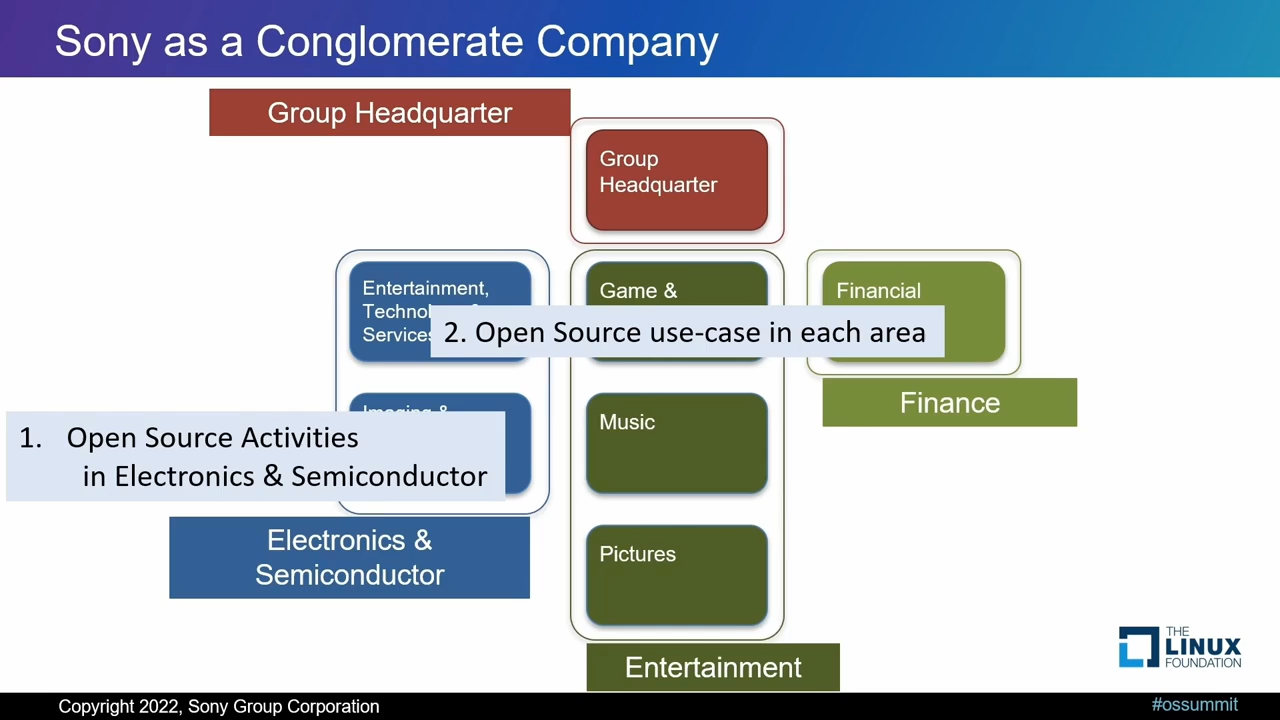 Sony as a Conglomerate Company
Group Headquarter
Group
Headquarter
Entertainment,
Services
Game &
Financial
2. Open Source use-case in each area
Imaging &
1. Open Source Activities
in Electronics & Semiconductor
Music
Finance
Electronics &
Semiconductor
Pictures
Entertainment
THE
LINUX
FOUNDATION
Copyright 2022, Sony Group Corporation
#ossummit